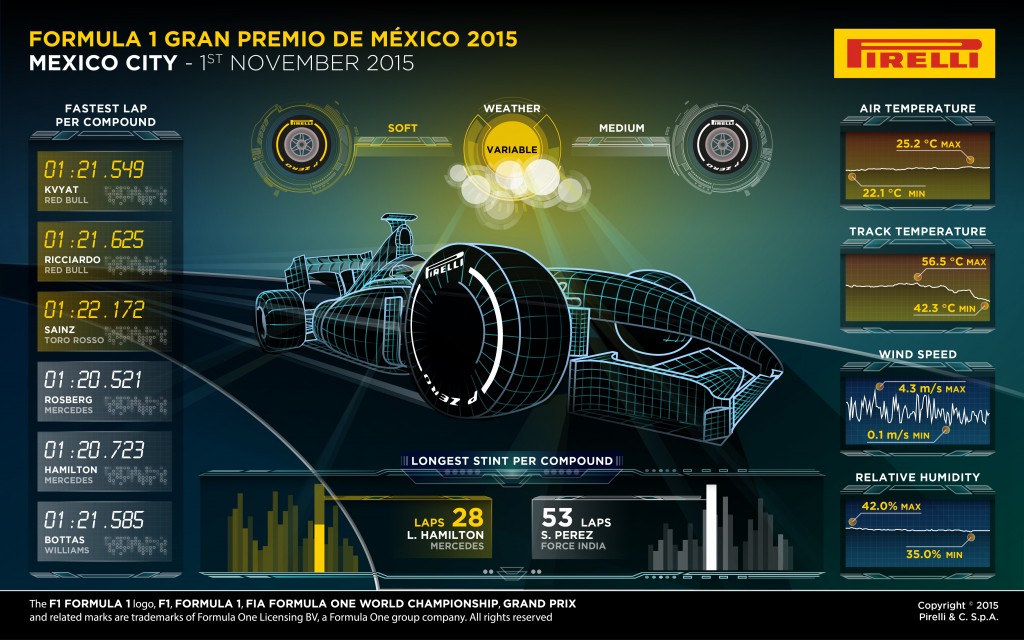 FORMULA 1 GRAN PREMIO DE MÉXICO 2015
MEXICO CITY - 1ST NOVEMBER 2015
PIRELLI
FASTEST LAP
PER COMPOUND
01:21.549
KVYAT
RED BULL
01:21.625
RICCIARDO
RED BULL
01:22.172
SAINZ
TORO ROSSO
01:20.521
ROSBERG
MERCEDES
01:20.723
HAMILTON
MERCEDES
01:21.585
BOTTAS
WILLIAMS
PIRELLI
P ZERO
SOFT
WEATHER
VARIABLE
MEDIUM
PIRELLI
P ZERO
PIRELLI
P ZERO
LONGEST STINT PER COMPOUND
LAPS 28
L. HAMILTON
MERCEDES
53 LAPS
S. PEREZ
FORCE INDIA
AIR TEMPERATURE
25.2 °C MAX
22.1 °C MIN
TRACK TEMPERATURE
56.5 °C MAX
42.3 °C MIN
WIND SPEED
4.3 m/s MAX
0.1 m/s MIN
RELATIVE HUMIDITY
42.0% MAX
35.0% MIN
The F1 FORMULA 1 logo, F1, FORMULA 1, FIA FORMULA ONE WORLD CHAMPIONSHIP, GRAND PRIX
and related marks are trademarks of Formula One Licensing BV, a Formula One group company. All rights reserved
Copyright © 2015
Pirelli & C. S.p.A.